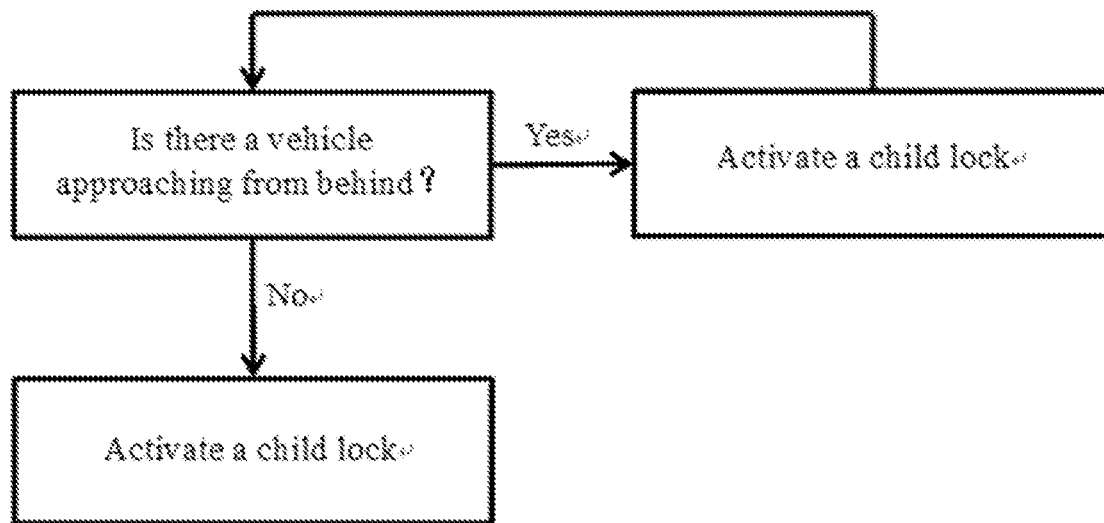 Is there a vehicle
approaching from behind?
Yes
Activate a child lock
No
Activate a child lock